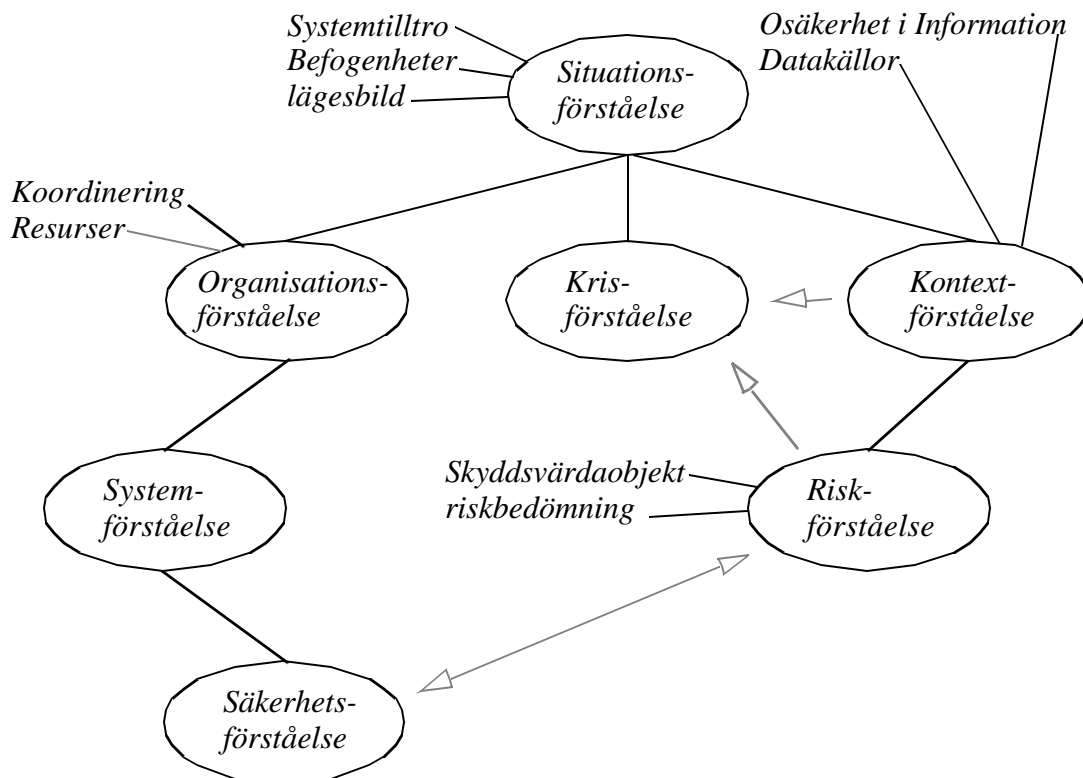 Systemtilltro
Befogenheter
lägesbild
Situations-
förståelse
Osäkerhet i Information
Datakällor
Koordinering
Resurser
Organisations-
förståelse
Kris-
förståelse
Kontext-
förståelse
System-
förståelse
Skyddsvärdaobjekt
riskbedömning
Risk-
förståelse
Säkerhets-
förståelse